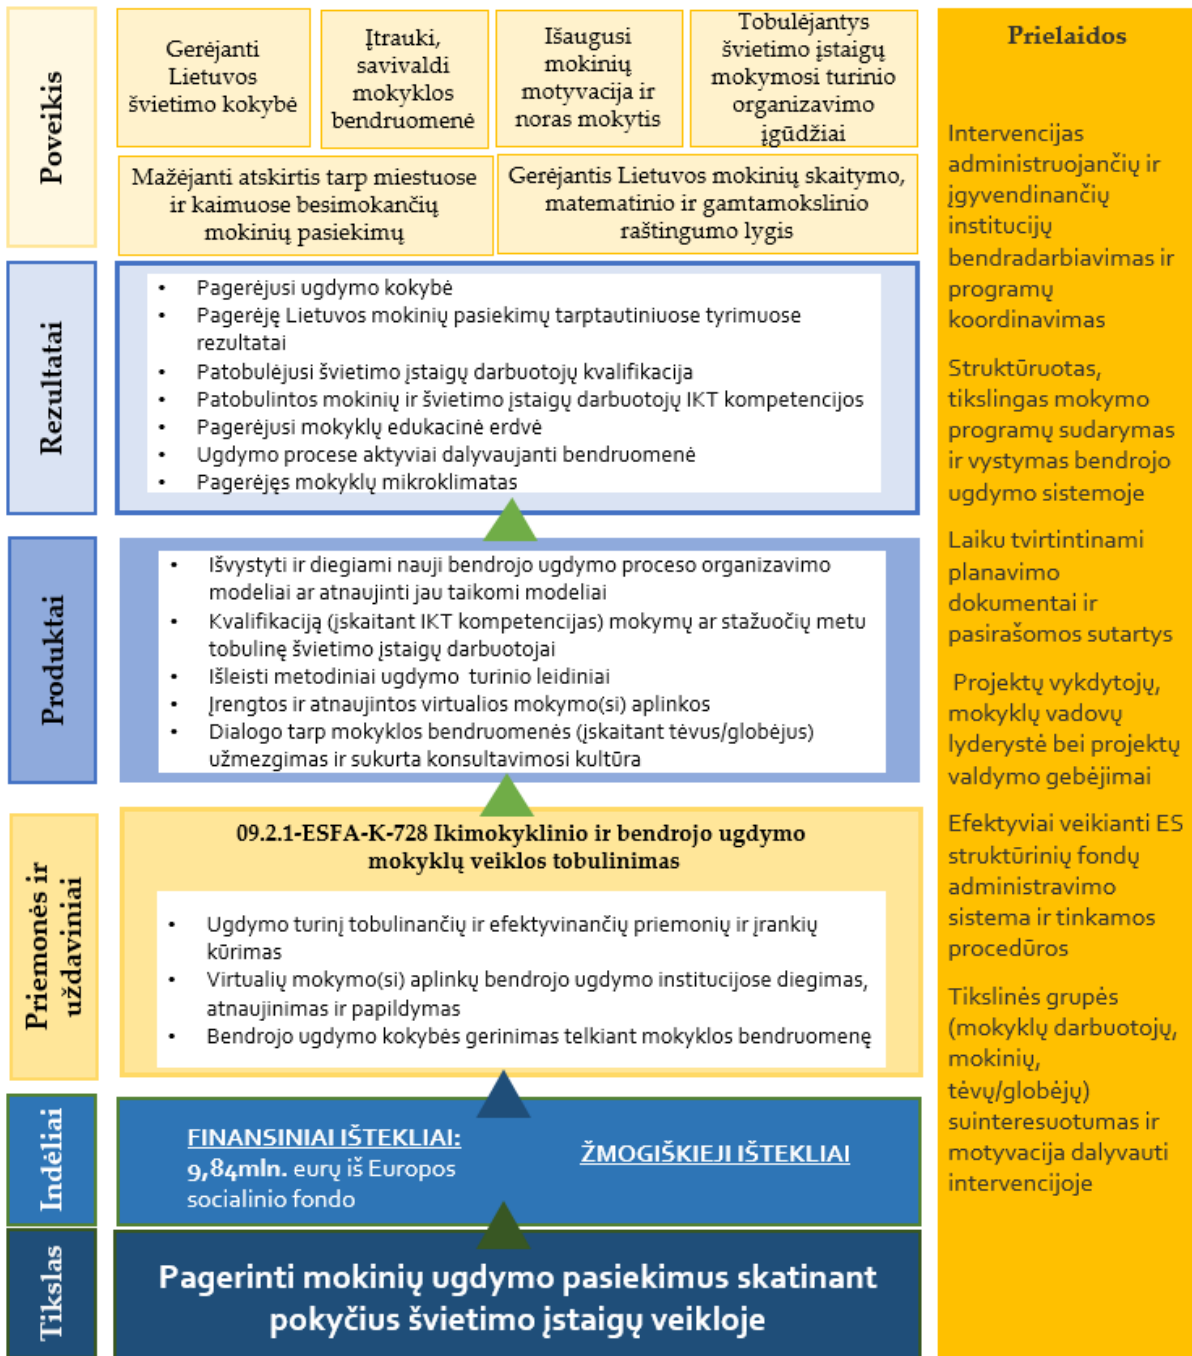 Poveikis
Gerėjanti
Lietuvos
švietimo kokybė
Įtrauki,
savivaldi
mokyklos
bendruomenė
Išaugusi
mokinių
motyvacija ir
noras mokytis
Tobulėjantys
švietimo įstaigų
mokymosi turinio
organizavimo
įgūdžiai
Mažėjanti atskirtis tarp miestuose
ir kaimuose besimokančių
mokinių pasiekimų
Gerėjantis Lietuvos mokinių skaitymo,
matematinio ir gamtamokslinio
raštingumo lygis
Rezultatai
• Pagerėjusi ugdymo kokybė
• Pagerėję Lietuvos mokinių pasiekimų tarptautiniuose tyrimuose
rezultatai
• Patobulėjusi švietimo įstaigų darbuotojų kvalifikacija
• Patobulintos mokinių ir švietimo įstaigų darbuotojų IKT kompetencijos
• Pagerėjusi mokyklų edukacinė erdvė
• Ugdymo procese aktyviai dalyvaujanti bendruomenė
• Pagerėjęs mokyklų mikroklimatas
Produktai
• Išvystyti ir diegiami nauji bendrojo ugdymo proceso organizavimo
modeliai ar atnaujinti jau taikomi modeliai
• Kvalifikaciją (įskaitant IKT kompetencijas) mokymų ar stažuočių metu
tobulinę švietimo įstaigų darbuotojai
• Išleisti metodiniai ugdymo turinio leidiniai
• Įrengtos ir atnaujintos virtualios mokymo(si) aplinkos
• Dialogo tarp mokyklos bendruomenės (įskaitant tėvus/globėjus)
užmezgimas ir sukurta konsultavimosi kultūra
Priemonės ir
uždaviniai
09.2.1-ESFA-K-728 Ikimokyklinio ir bendrojo ugdymo
mokyklų veiklos tobulinimas
• Ugdymo turinį tobulinančių ir efektyvinančių priemonių ir įrankių
kūrimas
• Virtualių mokymo(si) aplinkų bendrojo ugdymo institucijose diegimas,
atnaujinimas ir papildymas
• Bendrojo ugdymo kokybės gerinimas telkiant mokyklos bendruomenę
Indėliai
FINANSINIAI IŠTEKLIAI:
9,84mln. eurų iš Europos
socialinio fondo
ŽMOGIŠKIEJI IŠTEKLIAI
Tikslas
Pagerinti mokinių ugdymo pasiekimus skatinant
pokyčius švietimo įstaigų veikloje
Prielaidos
Intervencijas
administruojančių ir
įgyvendinančių
institucijų
bendradarbiavimas ir
programų
koordinavimas
Struktūruotas,
tikslingas mokymo
programų sudarymas
ir vystymas bendrojo
ugdymo sistemoje
Laiku tvirtintinami
planavimo
dokumentai ir
pasirašomos sutartys
Projektų vykdytojų,
mokyklų vadovų
lyderystė bei projektų
valdymo gebėjimai
Efektyviai veikianti ES
struktūrinių fondų
administravimo
sistema ir tinkamos
procedūros
Tikslinės grupės
(mokyklų darbuotojų,
mokinių,
tėvų/globėjų)
suinteresuotumas ir
motyvacija dalyvauti
intervencijoje